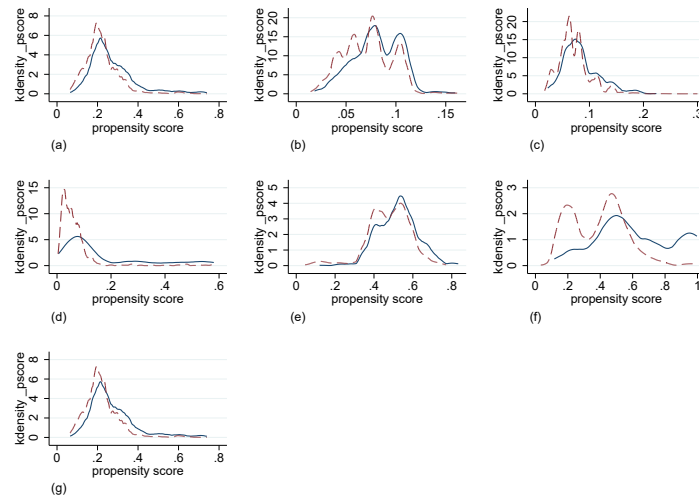 kdensity _pscore
8
6
4
2
0
0 .2 .4 .6 .8
propensity score
(a)
kdensity _pscore
20
15
10
5
0
0 .05 .1 .15
propensity score
(b)
kdensity _pscore
20
15
10
5
0
0 .1 .2 .3
propensity score
(c)
kdensity _pscore
15
10
5
0
0 .2 .4 .6
propensity score
(d)
kdensity _pscore
5
4
3
2
1
0
0 .2 .4 .6 .8
propensity score
(e)
kdensity _pscore
3
2
1
0
0 .2 .4 .6 .8 1
propensity score
(f)
kdensity _pscore
8
6
4
2
0
0 .2 .4 .6 .8
propensity score
(g)